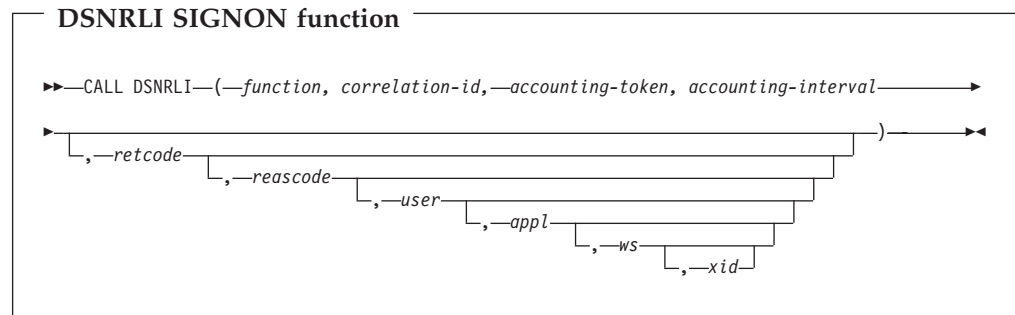 DSNRLI SIGNON function
CALL DSNRLI ( function, correlation-id, accounting-token, accounting-interval
)
, retcode
, reascode
, user
, appl
, ws
, xid